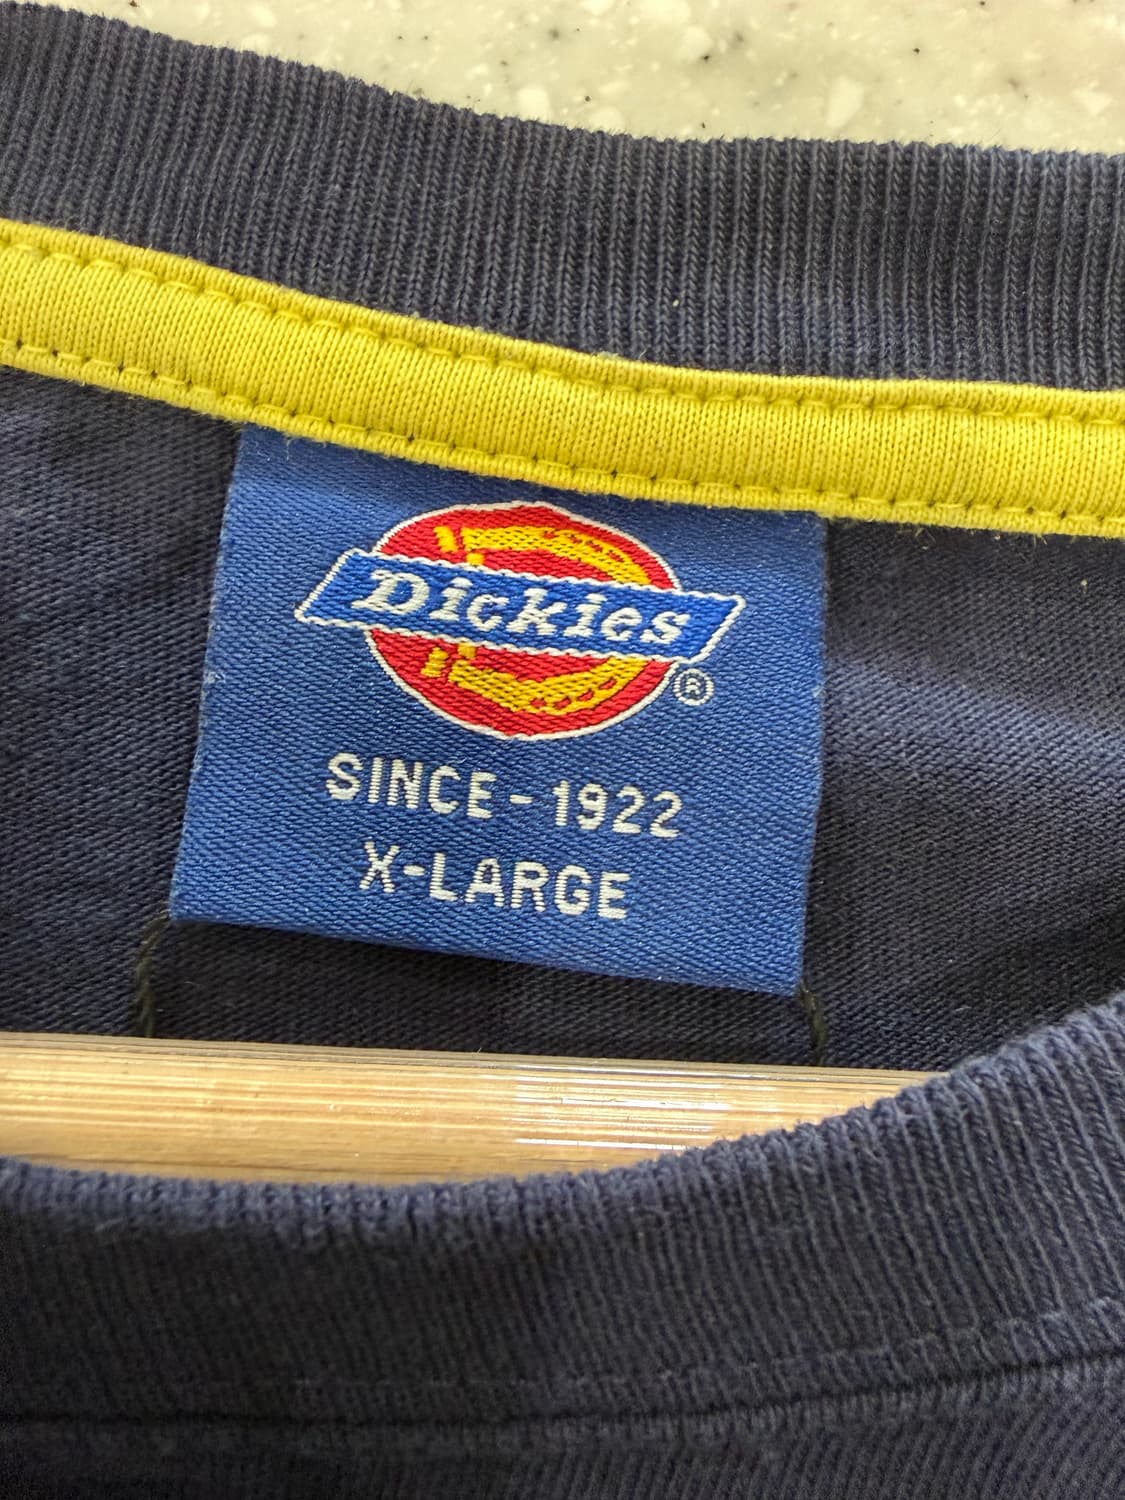 Dickies
®
SINCE-1922
X-LARGE